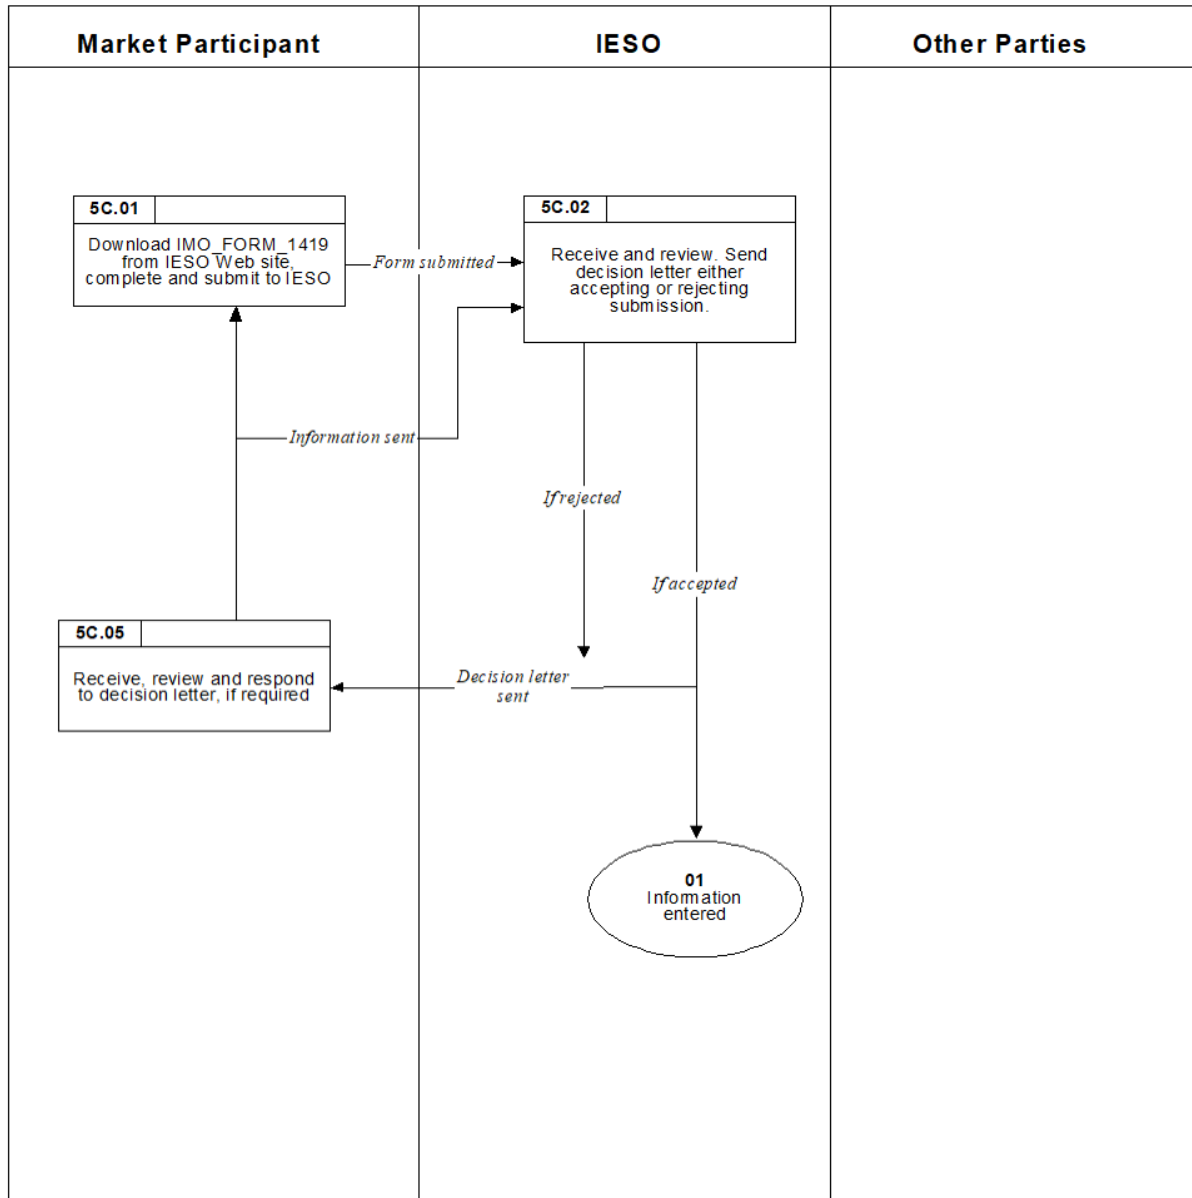 Market Participant
IESO
Other Parties
5C.01
Download IMO_FORM_1419
from IESO Web site,
complete and submit to IESO
Form submitted
5C.02
Receive and review. Send
decision letter either
accepting or rejecting
submission.
Information sent
If rejected
If accepted
5C.05
Receive, review and respond
to decision letter, if required
Decision letter
sent
01
Information
entered